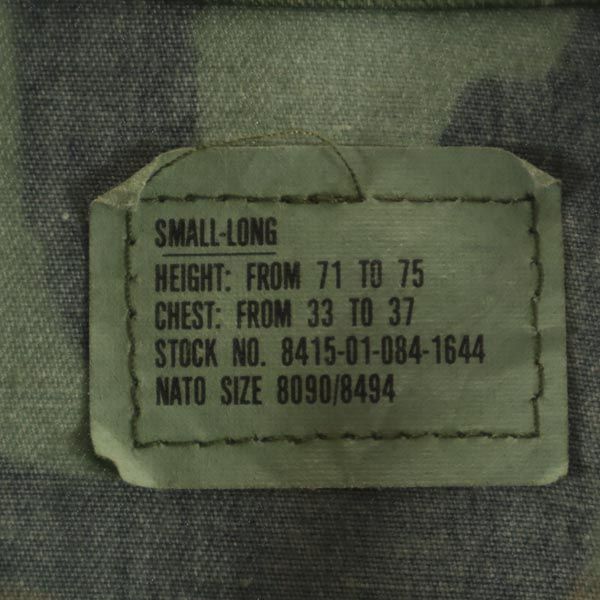 SMALL-LONG
HEIGHT: FROM 71 TO 75
CHEST: FROM 33 TO 37
STOCK NO. 8415-01-084-1644
NATO SIZE 8090/8494